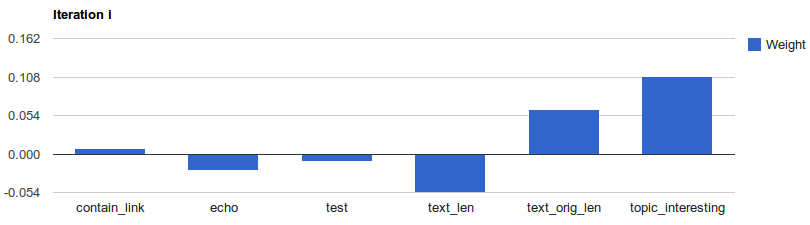 Iteration i
0.162
Weight
0.108
0.054
0.000
-0.054
contain_link echo test text_len text_orig_len topic_interesting